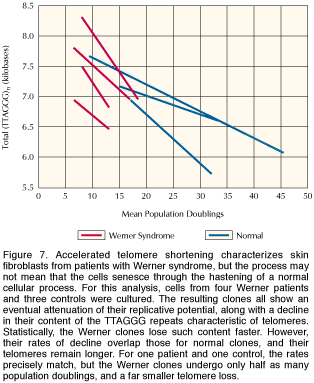 8.5
8.0
7.5
7.0
6.5
6.0
5.5
Total (TTAGGG)n (kilobases)
0 5 10 15 20 25 30 35 40 45 50
Mean Population Doublings
Werner Syndrome Normal
Figure 7. Accelerated telomere shortening characterizes skin
fibroblasts from patients with Werner syndrome, but the process may
not mean that the cells senesce through the hastening of a normal
cellular process. For this analysis, cells from four Werner patients
and three controls were cultured. The resulting clones all show an
eventual attenuation of their replicative potential, along with a decline
in their content of the TTAGGG repeats characteristic of telomeres.
Statistically, the Werner clones lose such content faster. However,
their rates of decline overlap those for normal clones, and their
telomeres remain longer. For one patient and one control, the rates
precisely match, but the Werner clones undergo only half as many
population doublings, and a far smaller telomere loss.